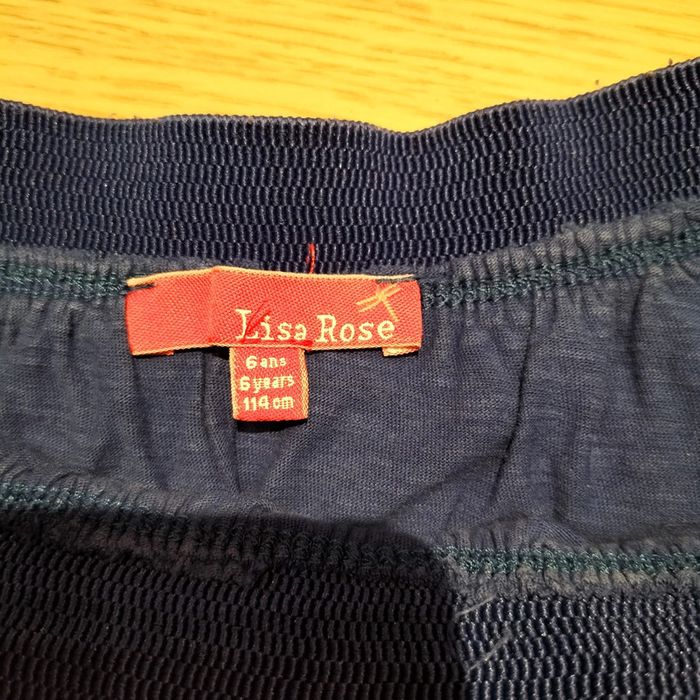 Lisa Rose
6 ans
6 years
114 cm